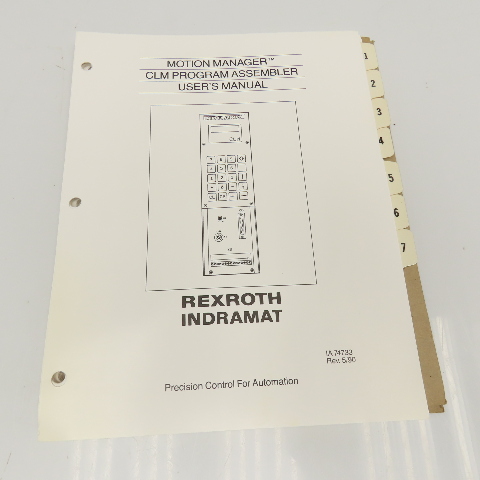 MOTION MANAGER™
CLM PROGRAM ASSEMBLER
USER'S MANUAL
REXROTH
INDRAMAT
IA 74733
Rev. 5/90
Precision Control For Automation
1
2
3
4
5
6
7